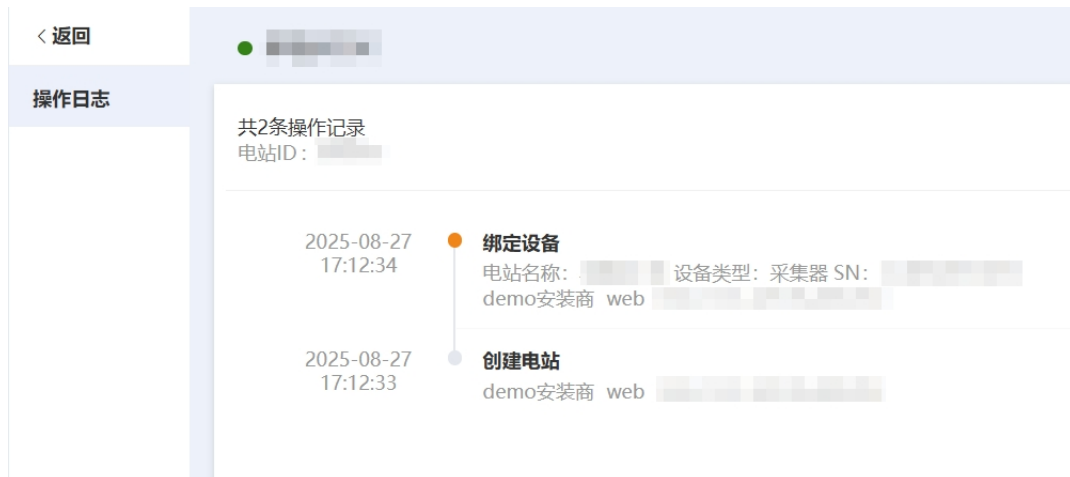 返回
操作日志
共2条操作记录
电站ID：
2025-08-27
17:12:34
绑定设备
电站名称： 设备类型：采集器 SN：
demo安装商 web
2025-08-27
17:12:33
创建电站
demo安装商 web